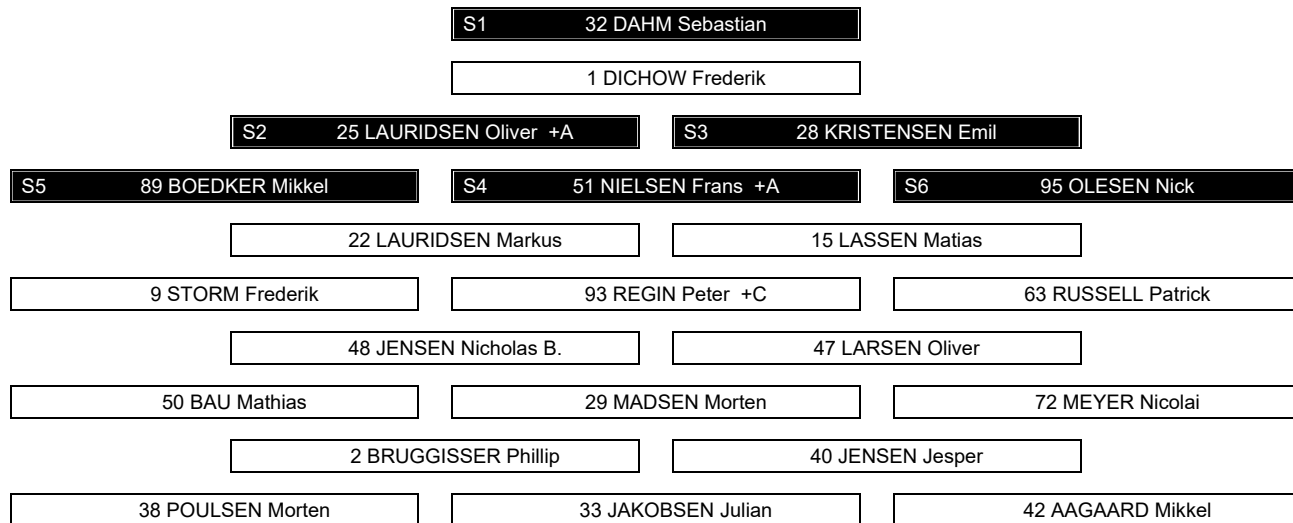 S1 32 DAHM Sebastian
1 DICHOW Frederik
S2 25 LAURIDSEN Oliver +A S3 28 KRISTENSEN Emil
S5 89 BOEDKER Mikkel S4 51 NIELSEN Frans +A S6 95 OLESEN Nick
22 LAURIDSEN Markus 15 LASSEN Matias
9 STORM Frederik 93 REGIN Peter +C 63 RUSSELL Patrick
48 JENSEN Nicholas B. 47 LARSEN Oliver
50 BAU Mathias 29 MADSEN Morten 72 MEYER Nicolai
2 BRUGGISSER Phillip 40 JENSEN Jesper
38 POULSEN Morten 33 JAKOBSEN Julian 42 AAGAARD Mikkel